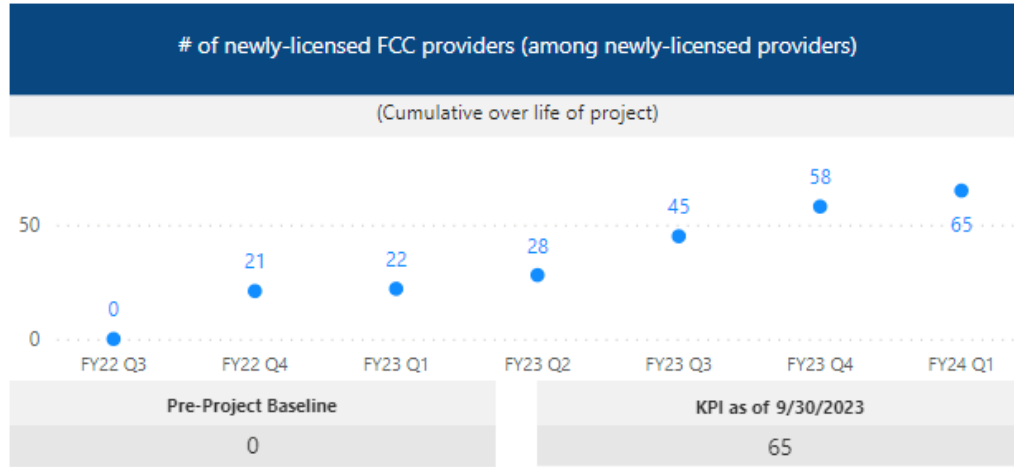 # of newly-licensed FCC providers (among newly-licensed providers)
(Cumulative over life of project)
58
65
45
50
28
22
21
0
0
FY22 Q3 FY22 Q4 FY23 Q1 FY23 Q2 FY23 Q3 FY23 Q4 FY24 Q1
Pre-Project Baseline
0
KPI as of 9/30/2023
65